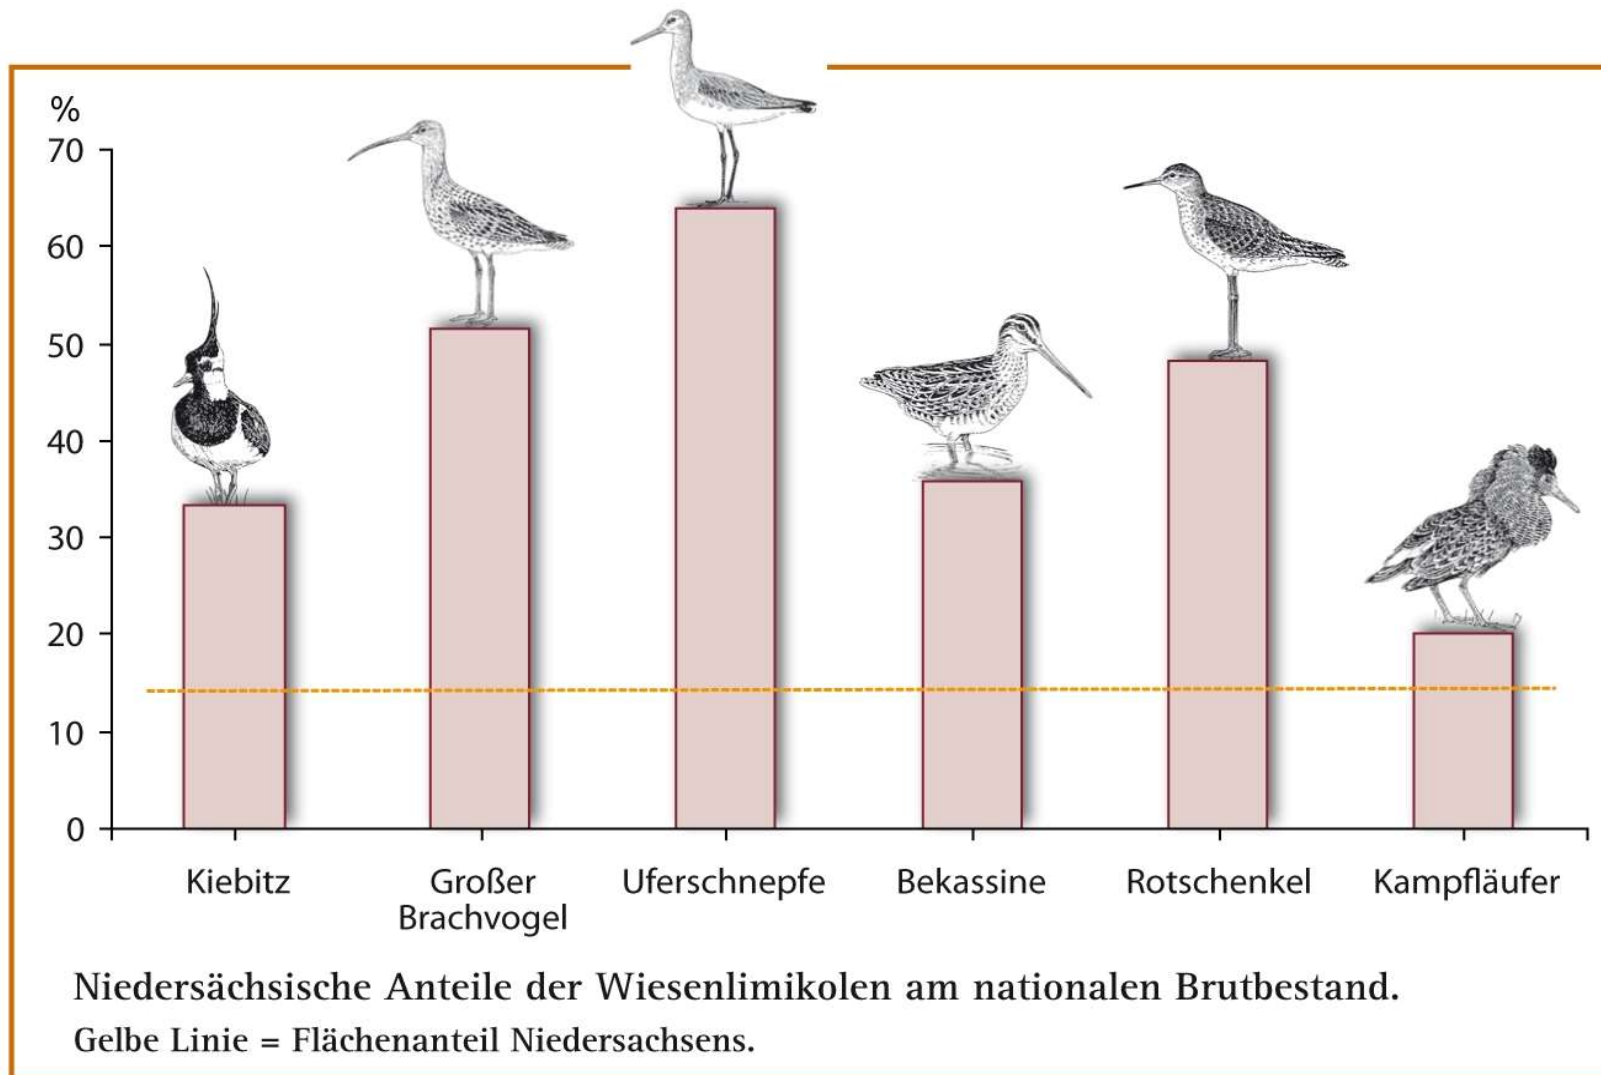 %
70
60
50
40
30
20
10
0
Kiebitz
Großer
Brachvogel
Uferschnepfe
Bekassine
Rotschenkel
Kampfläufer
Niedersächsische Anteile der Wiesenlimikolen am nationalen Brutbestand.
Gelbe Linie = Flächenanteil Niedersachsens.